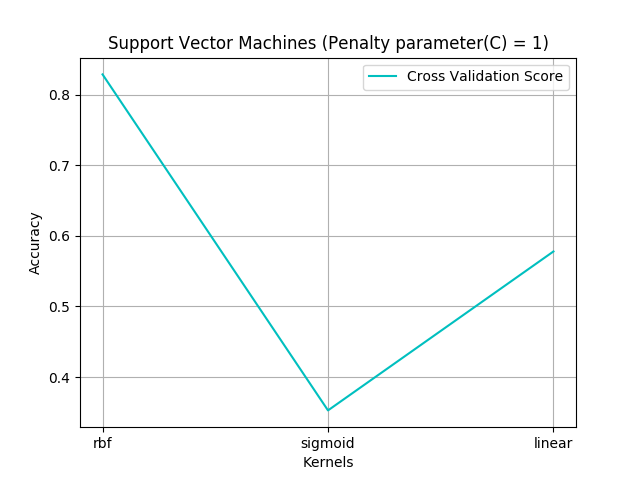 Support Vector Machines (Penalty parameter(C) = 1)
Cross Validation Score
0.8
0.7
0.6
0.5
0.4
Accuracy
rbf sigmoid linear
Kernels